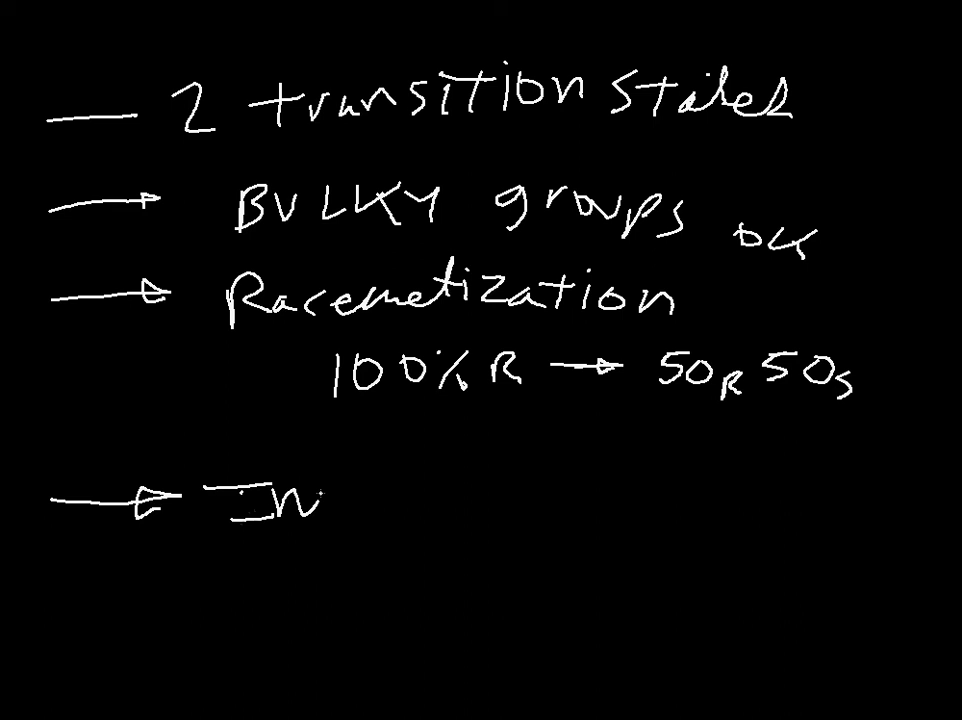 — 2 transition states
→ BULKY groups ok
→ Racemetization
100% R → 50R 50S
→ In